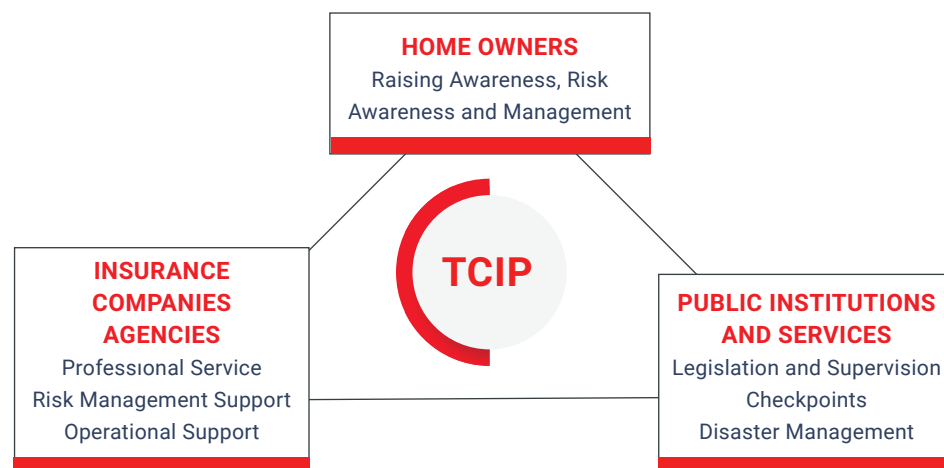 HOME OWNERS
Raising Awareness, Risk
Awareness and Management
TCIP
INSURANCE
COMPANIES
AGENCIES
Professıonal Service
Risk Management Support
Operational Support
PUBLIC INSTITUTIONS
AND SERVICES
Legislation and Supervision
Checkpoints
Disaster Management